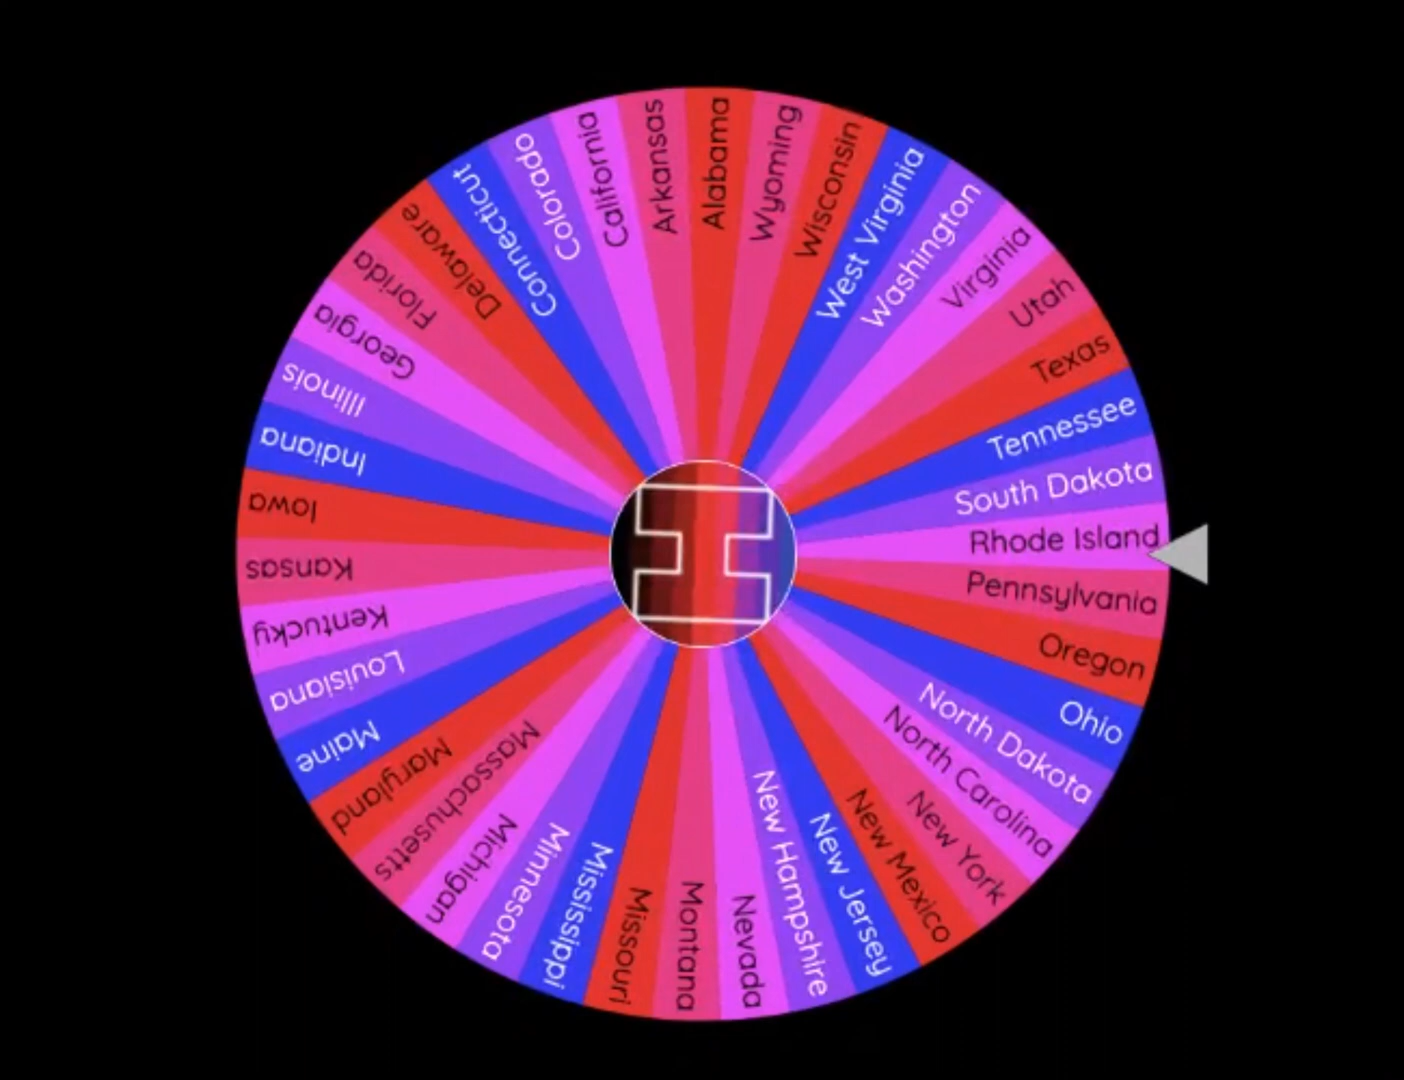 Alabama
Wyoming
Wisconsin
West Virginia
Washington
Virginia
Utah
Texas
Tennessee
South Dakota
Rhode Island
Pennsylvania
Oregon
Ohio
North Dakota
North Carolina
New York
New Mexico
New Jersey
New Hampshire
Nevada
Montana
Missouri
Mississippi
Minnesota
Michigan
Massachusetts
Maryland
Maine
Louisiana
Kentucky
Kansas
Iowa
Indiana
Illinois
Georgia
Florida
Delaware
Connecticut
Colorado
California
Arkansas